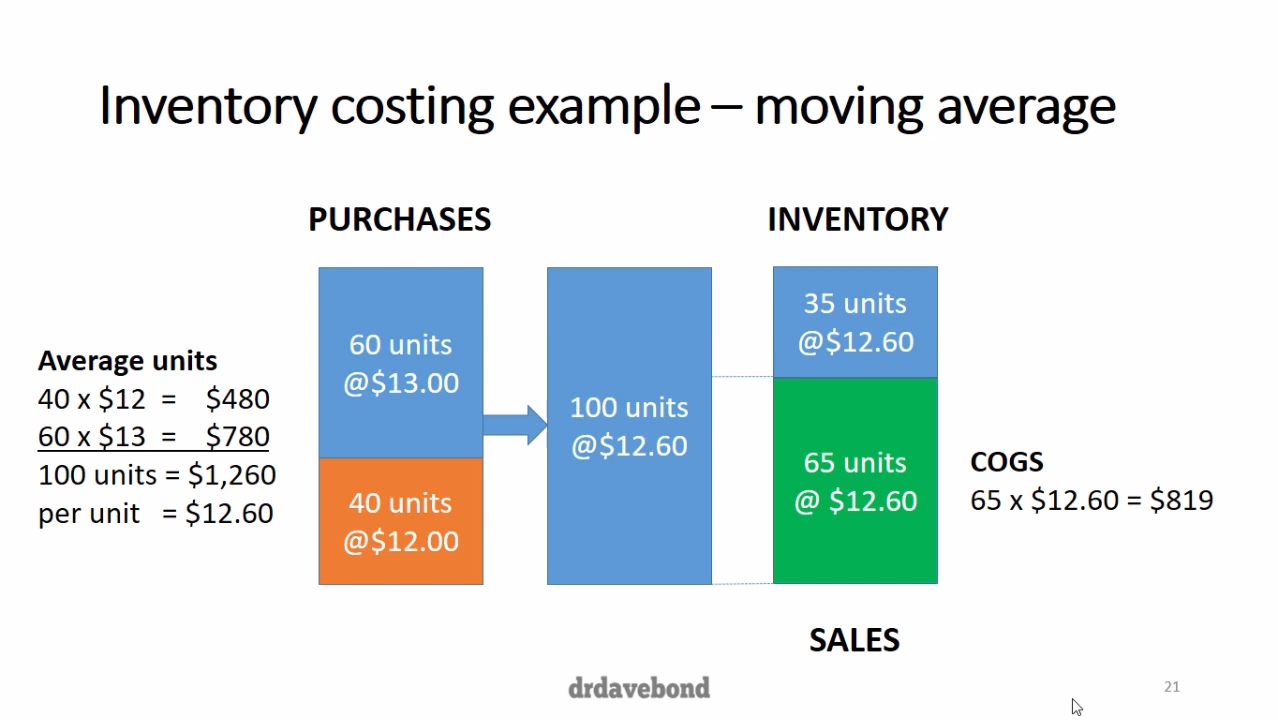 Inventory costing example – moving average
PURCHASES
INVENTORY
Average units
40 x $12 = $480
60 x $13 = $780
100 units = $1,260
per unit = $12.60
60 units
@$13.00
40 units
@$12.00
100 units
@$12.60
35 units
@$12.60
65 units
@ $12.60
COGS
65 x $12.60 = $819
SALES
drdavebond
21